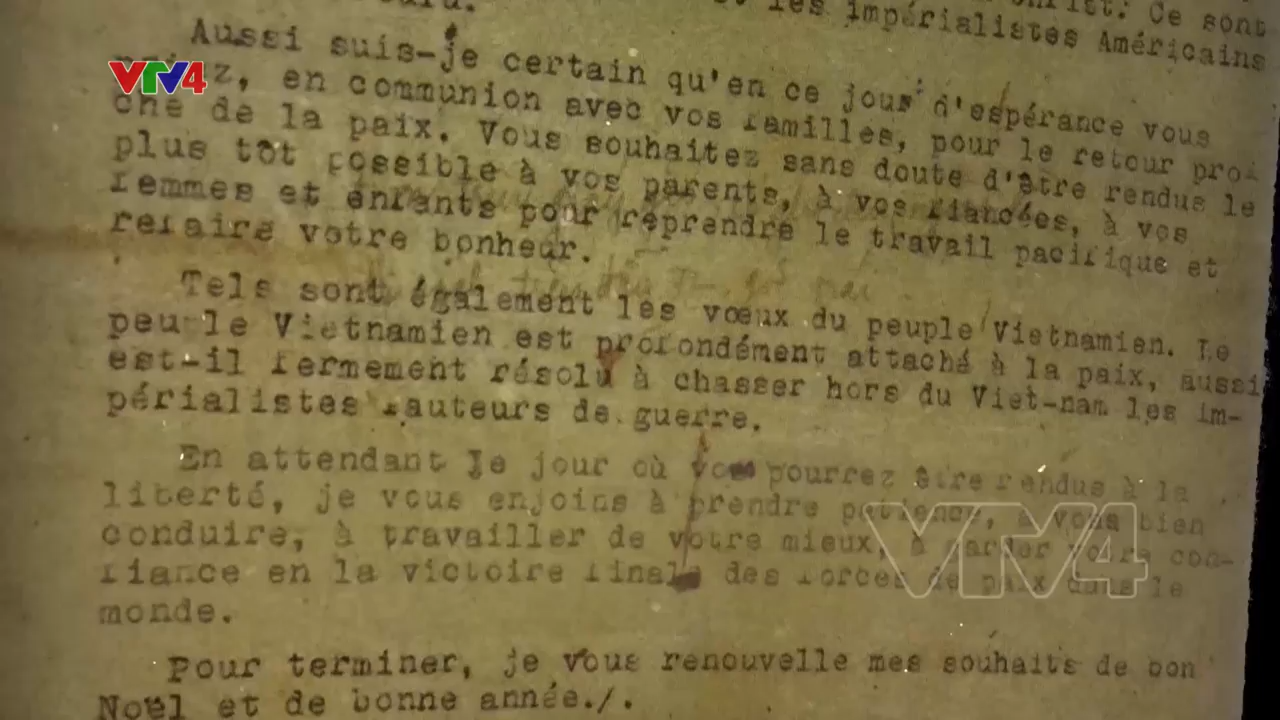 Christ. Ce sont
et les impérialistes Américains
Aussi suis-je certain qu'en ce jour d'espérance vous
priez, en communion avec vos familles, pour le retour pro-
che de la paix. Vous souhaitez sans doute d'être rendus le
plus tôt possible à vos parents, à vos fiancées, à vos
femmes et enfants pour reprendre le travail pacifique et
refaire votre bonheur.
Tels sont également les vœux du peuple Vietnamien. Le
peuple Vietnamien est profondément attaché à la paix, aussi
est-il fermement résolu à chasser hors du Viet-nam les im-
périalistes fauteurs de guerre.
En attendant le jour où vous pourrez être rendus à la
liberté, je vous enjoins à prendre patience, à vous bien
conduire, à travailler de votre mieux, à garder votre con-
fiance en la victoire finale des forces de paix dans le
monde.
Pour terminer, je vous renouvelle mes souhaits de bon
Noël et de bonne année./.
VTV4
VTV4